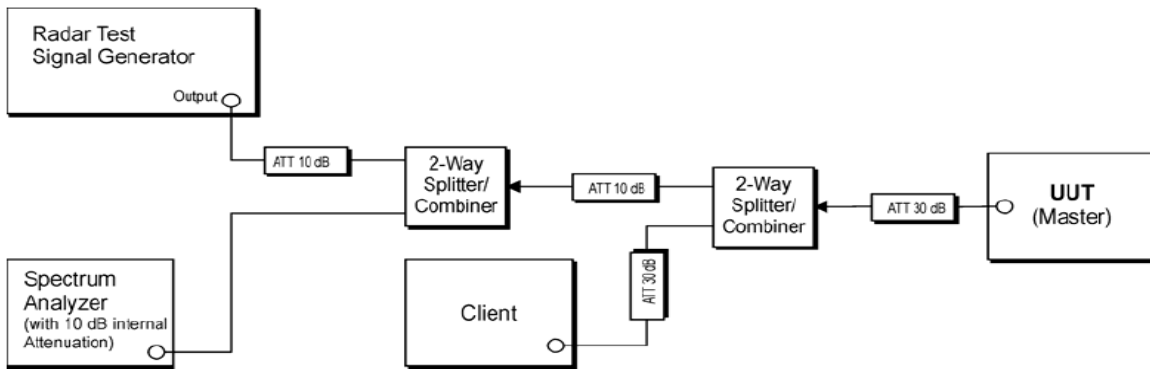 Radar Test
Signal Generator
Output
ATT 10 dB
2-Way
Splitter/
Combiner
ATT 10 dB
2-Way
Splitter/
Combiner
ATT 30 dB
UUT
(Master)
Spectrum
Analyzer
(with 10 dB internal
Attenuation)
Client
ATT 30 dB